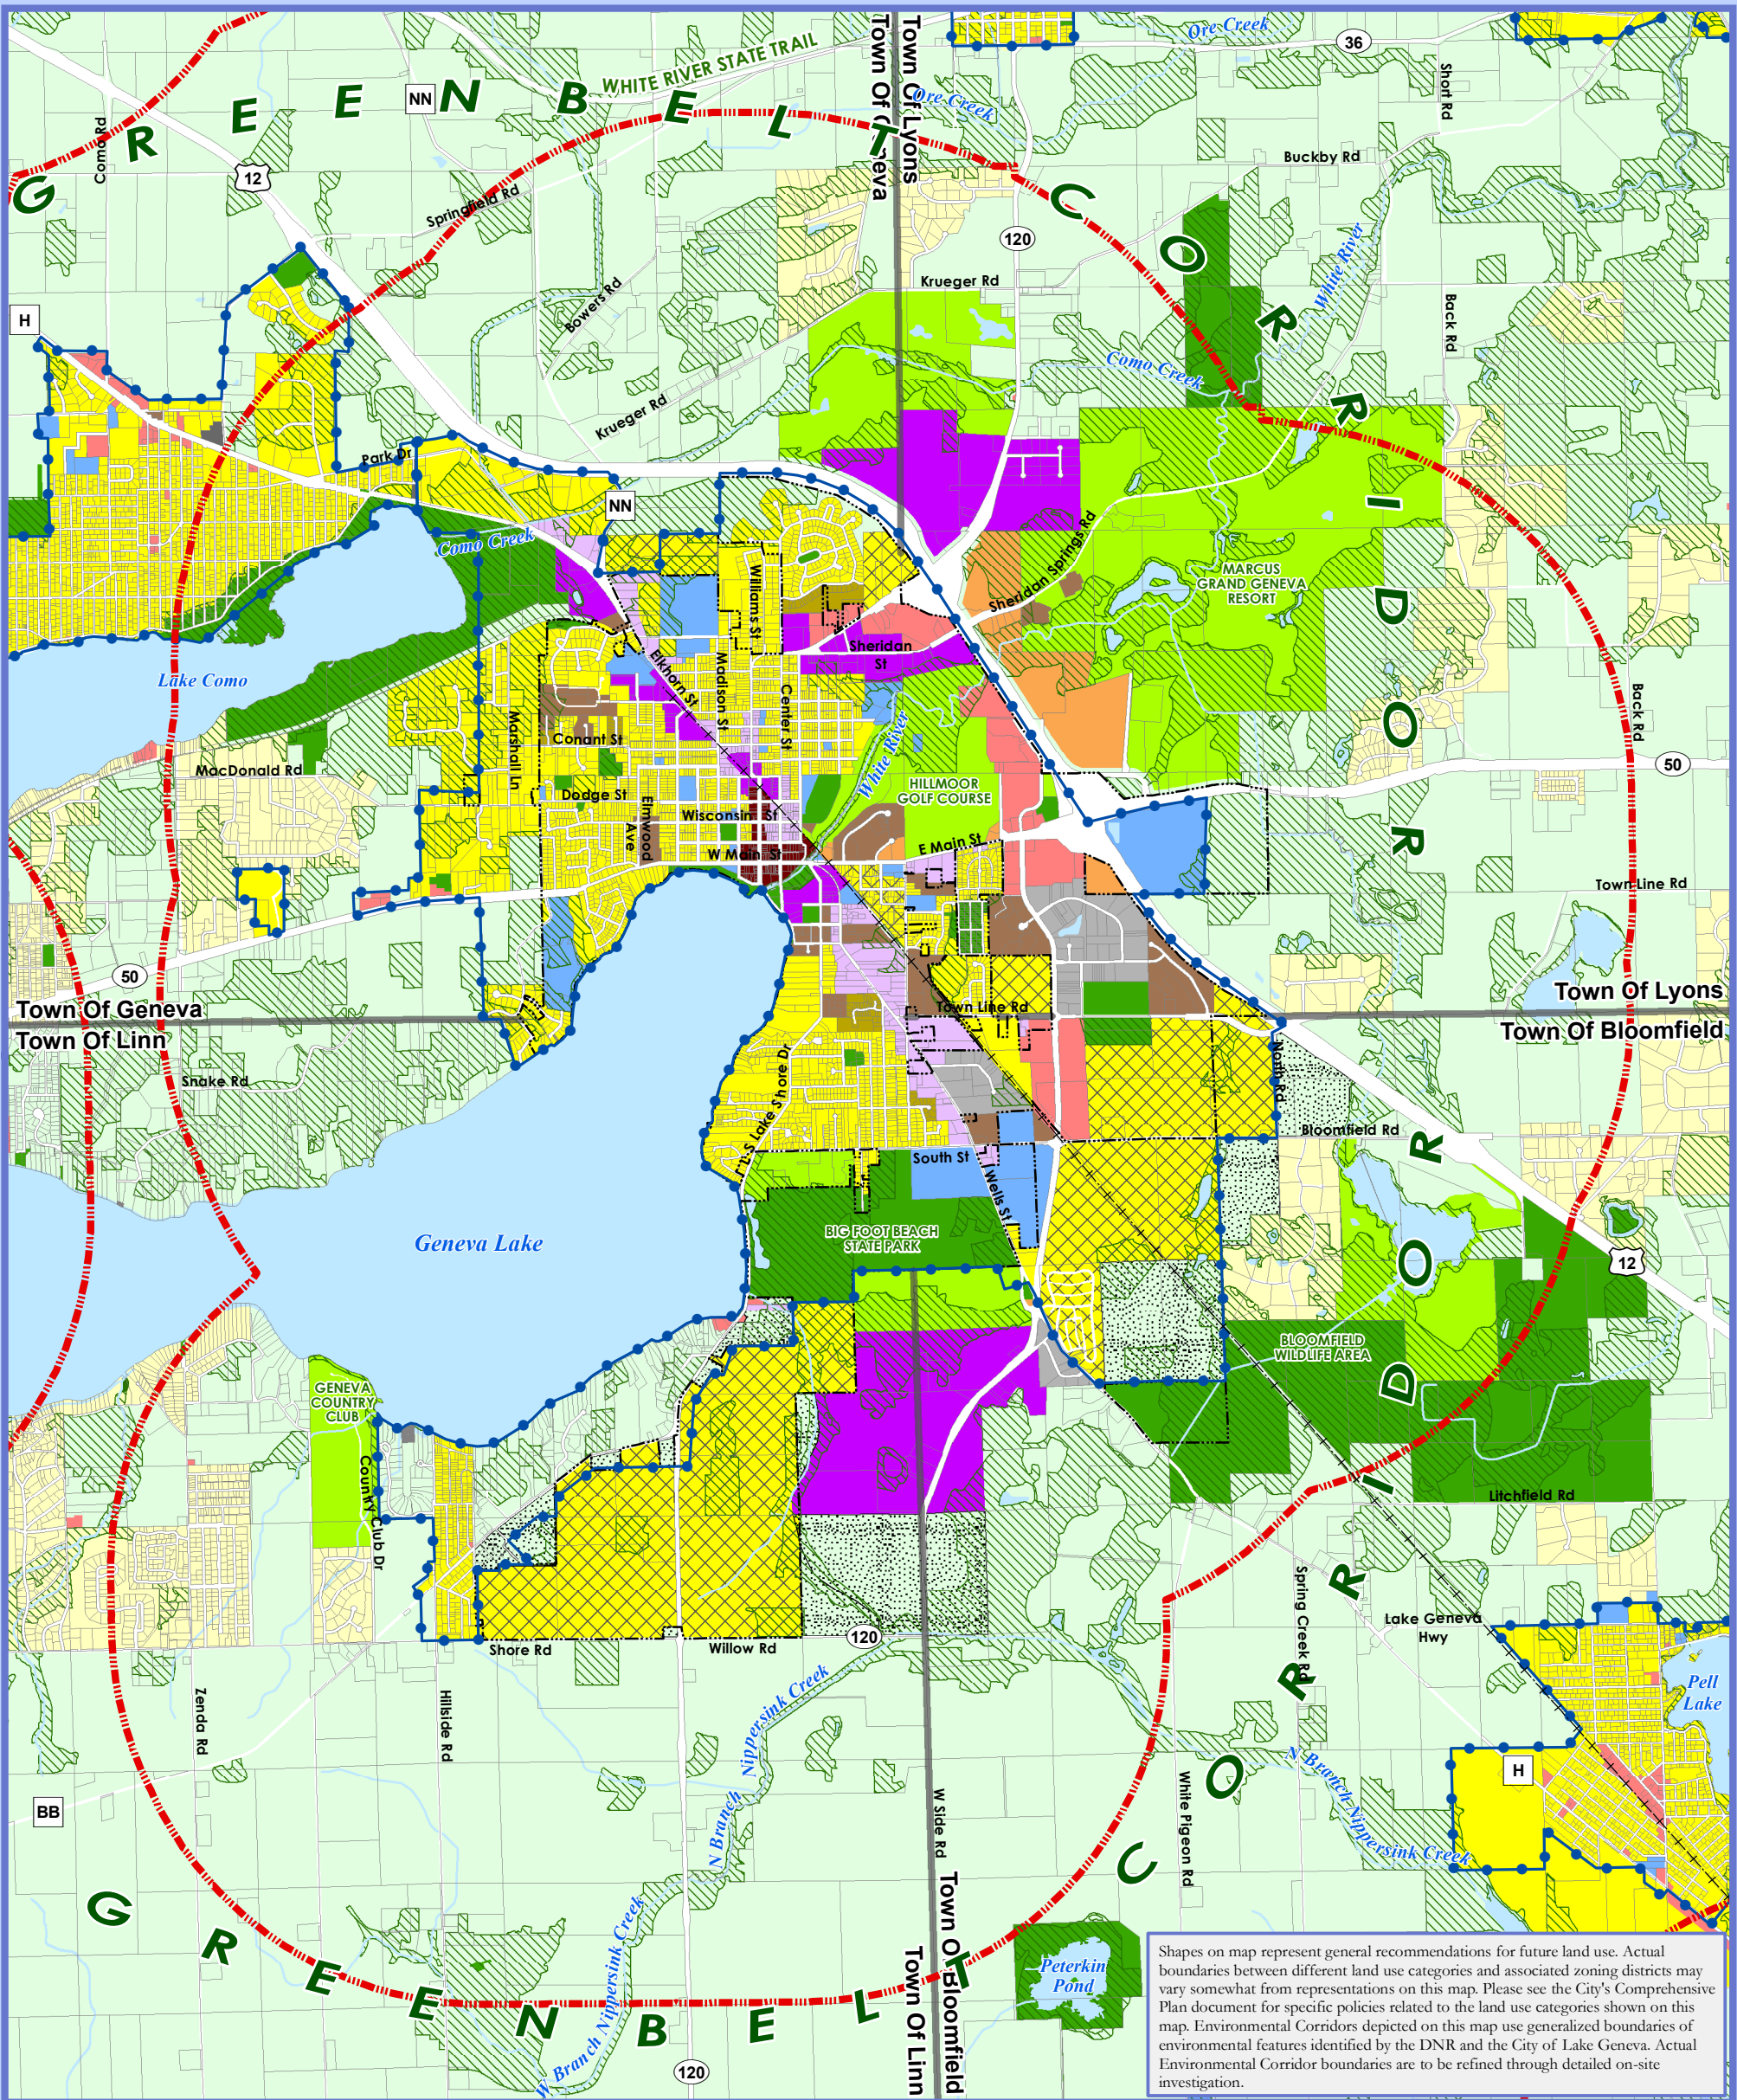 Ore Creek
36
WHITE RIVER STATE TRAIL
Town Of Geneva
Town Of Lyons
Short Rd
NN
Ore Creek
GREENBELT CORRIDOR
Como Rd
12
Buckby Rd
Springfield Rd
120
White River
Krueger Rd
Bowers Rd
H
Back Rd
Como Creek
Krueger Rd
Park Dr
NN
Como Creek
Sheridan Springs Rd
MARCUS
GRAND GENEVA
RESORT
Williams St
Sheridan
St
Elkhorn St
Madison St
Center St
Lake Como
Marshall Ln
Conant St
White River
Back Rd
50
MacDonald Rd
HILLMOOR
GOLF COURSE
Dodge St
Elmwood
Ave
Wisconsin St
W Main St
E Main St
Town Line Rd
50
Town Of Geneva
Town Of Linn
Town Line Rd
Town Of Lyons
Town Of Bloomfield
North Rd
Snake Rd
S Lake Shore Dr
Bloomfield Rd
South St
Wells St
BIG FOOT BEACH
STATE PARK
Geneva Lake
12
BLOOMFIELD
WILDLIFE AREA
GENEVA
COUNTRY
CLUB
Country Club Dr
Litchfield Rd
Spring Creek Rd
Lake Geneva
Hwy
120
Shore Rd
Willow Rd
Pell
Lake
Zenda Rd
Hillside Rd
N Branch Nippersink Creek
N Branch Nippersink Creek
H
White Pigeon Rd
W Side Rd
BB
CORRIDOR
GREENBELT
Town Of Linn
Town Of Bloomfield
Peterkin
Pond
W Branch Nippersink Creek
120
Shapes on map represent general recommendations for future land use. Actual
boundaries between different land use categories and associated zoning districts may
vary somewhat from representations on this map. Please see the City's Comprehensive
Plan document for specific policies related to the land use categories shown on this
map. Environmental Corridors depicted on this map use generalized boundaries of
environmental features identified by the DNR and the City of Lake Geneva. Actual
Environmental Corridor boundaries are to be refined through detailed on-site
investigation.